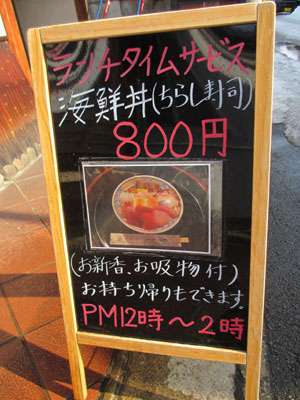 ランチタイムサービス
海鮮丼(ちらし寿司)
800円
(お新香、お吸物付)
お持ち帰りもできます。
PM12時～2時